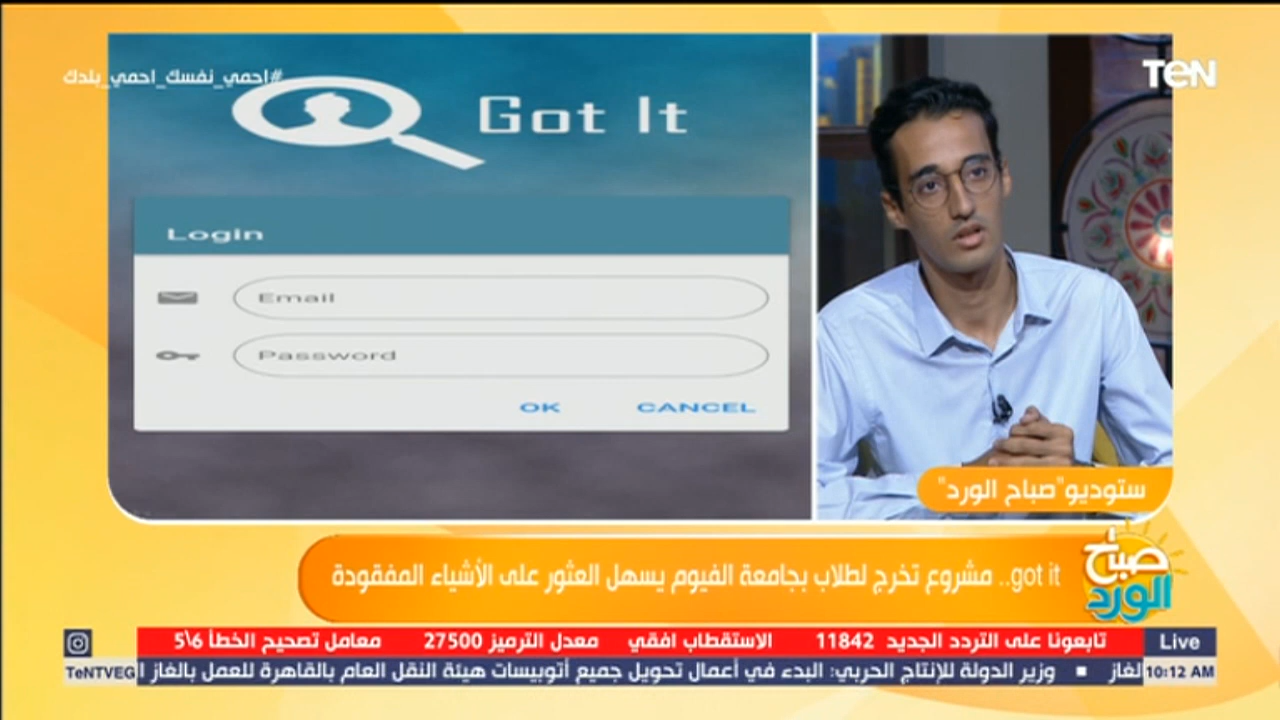 #احمي_نفسك_احمي_بلدك
TeN
Got It
Login
Email
Password
OK CANCEL
ستوديو"صباح الورد"
صباح الورد
got it.. مشروع تخرج لطلاب بجامعة الفيوم يسهل العثور على الأشياء المفقودة
تابعونا على التردد الجديد 11842 الاستقطاب افقي معدل الترميز 27500 معامل تصحيح الخطأ 6\5
Live
لغاز ■ وزير الدولة للإنتاج الحربي: البدء في أعمال تحويل جميع أتوبيسات هيئة النقل العام بالقاهرة للعمل بالغاز ا
TeNTVEG
10:12 AM